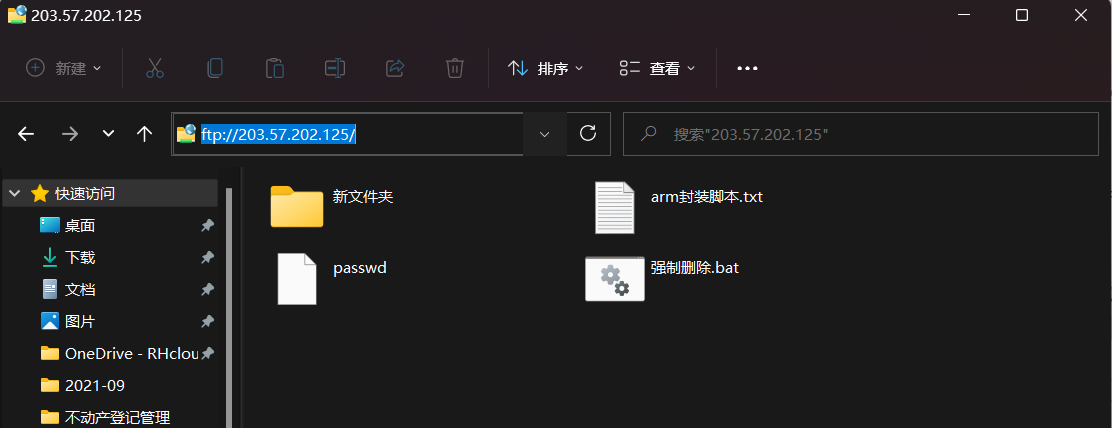 203.57.202.125
新建
排序
查看
ftp://203.57.202.125/
搜索"203.57.202.125"
快速访问
桌面
下载
文档
图片
OneDrive - RHclou
2021-09
不动产登记管理
新文件夹
arm封装脚本.txt
passwd
强制删除.bat